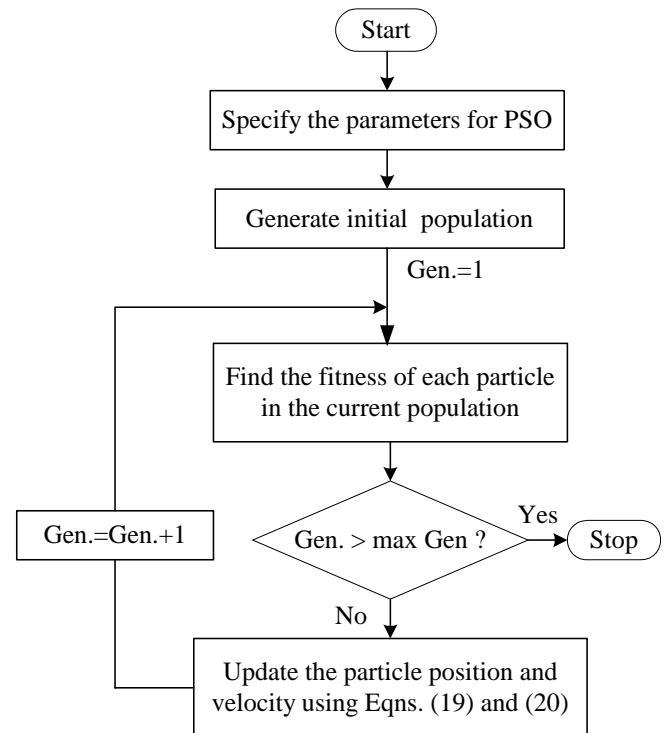 Start
Specify the parameters for PSO
Generate initial population
Gen.=1
Find the fitness of each particle
in the current population
Gen.=Gen.+1
Gen. > max Gen ?
Yes
Stop
No
Update the particle position and
velocity using Eqns. (19) and (20)